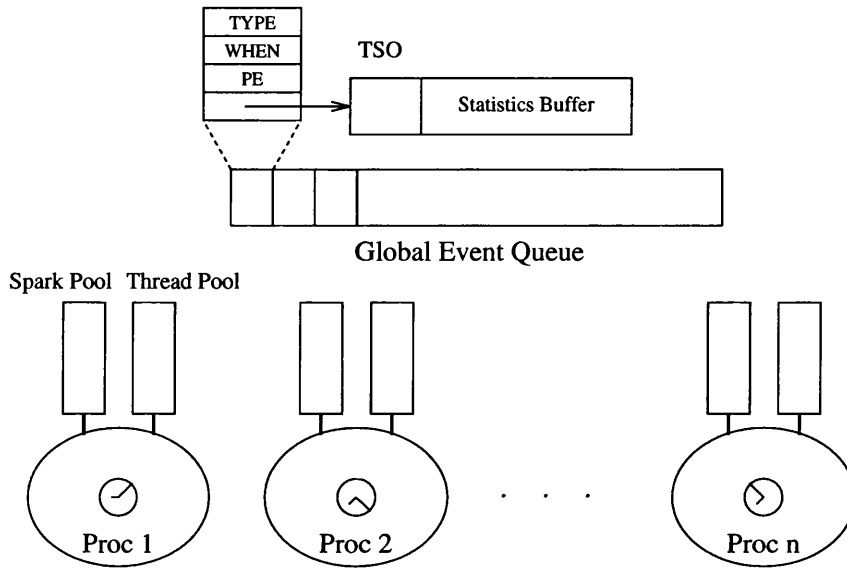 TYPE
WHEN
PE
TSO
Statistics Buffer
Global Event Queue
Spark Pool Thread Pool
. . . .
Proc 1 Proc 2 Proc n